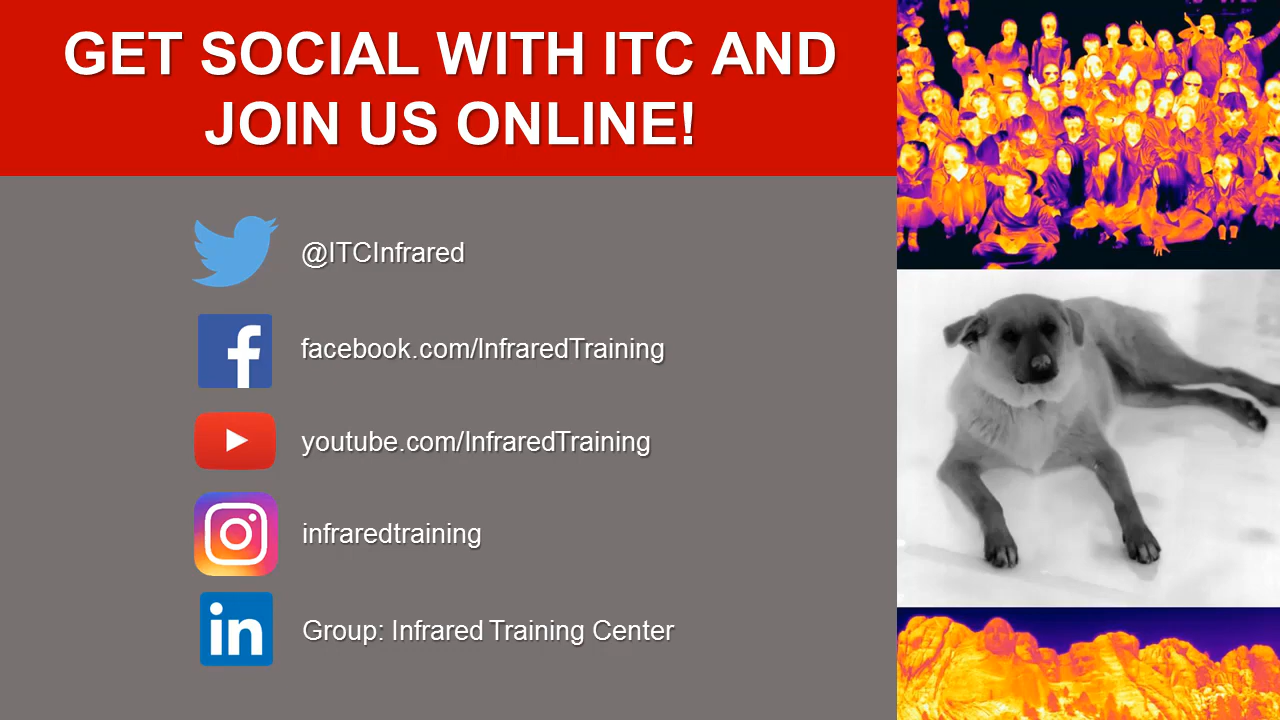 GET SOCIAL WITH ITC AND
JOIN US ONLINE!
@ITCInfrared
facebook.com/InfraredTraining
youtube.com/InfraredTraining
infraredtraining
in
Group: Infrared Training Center